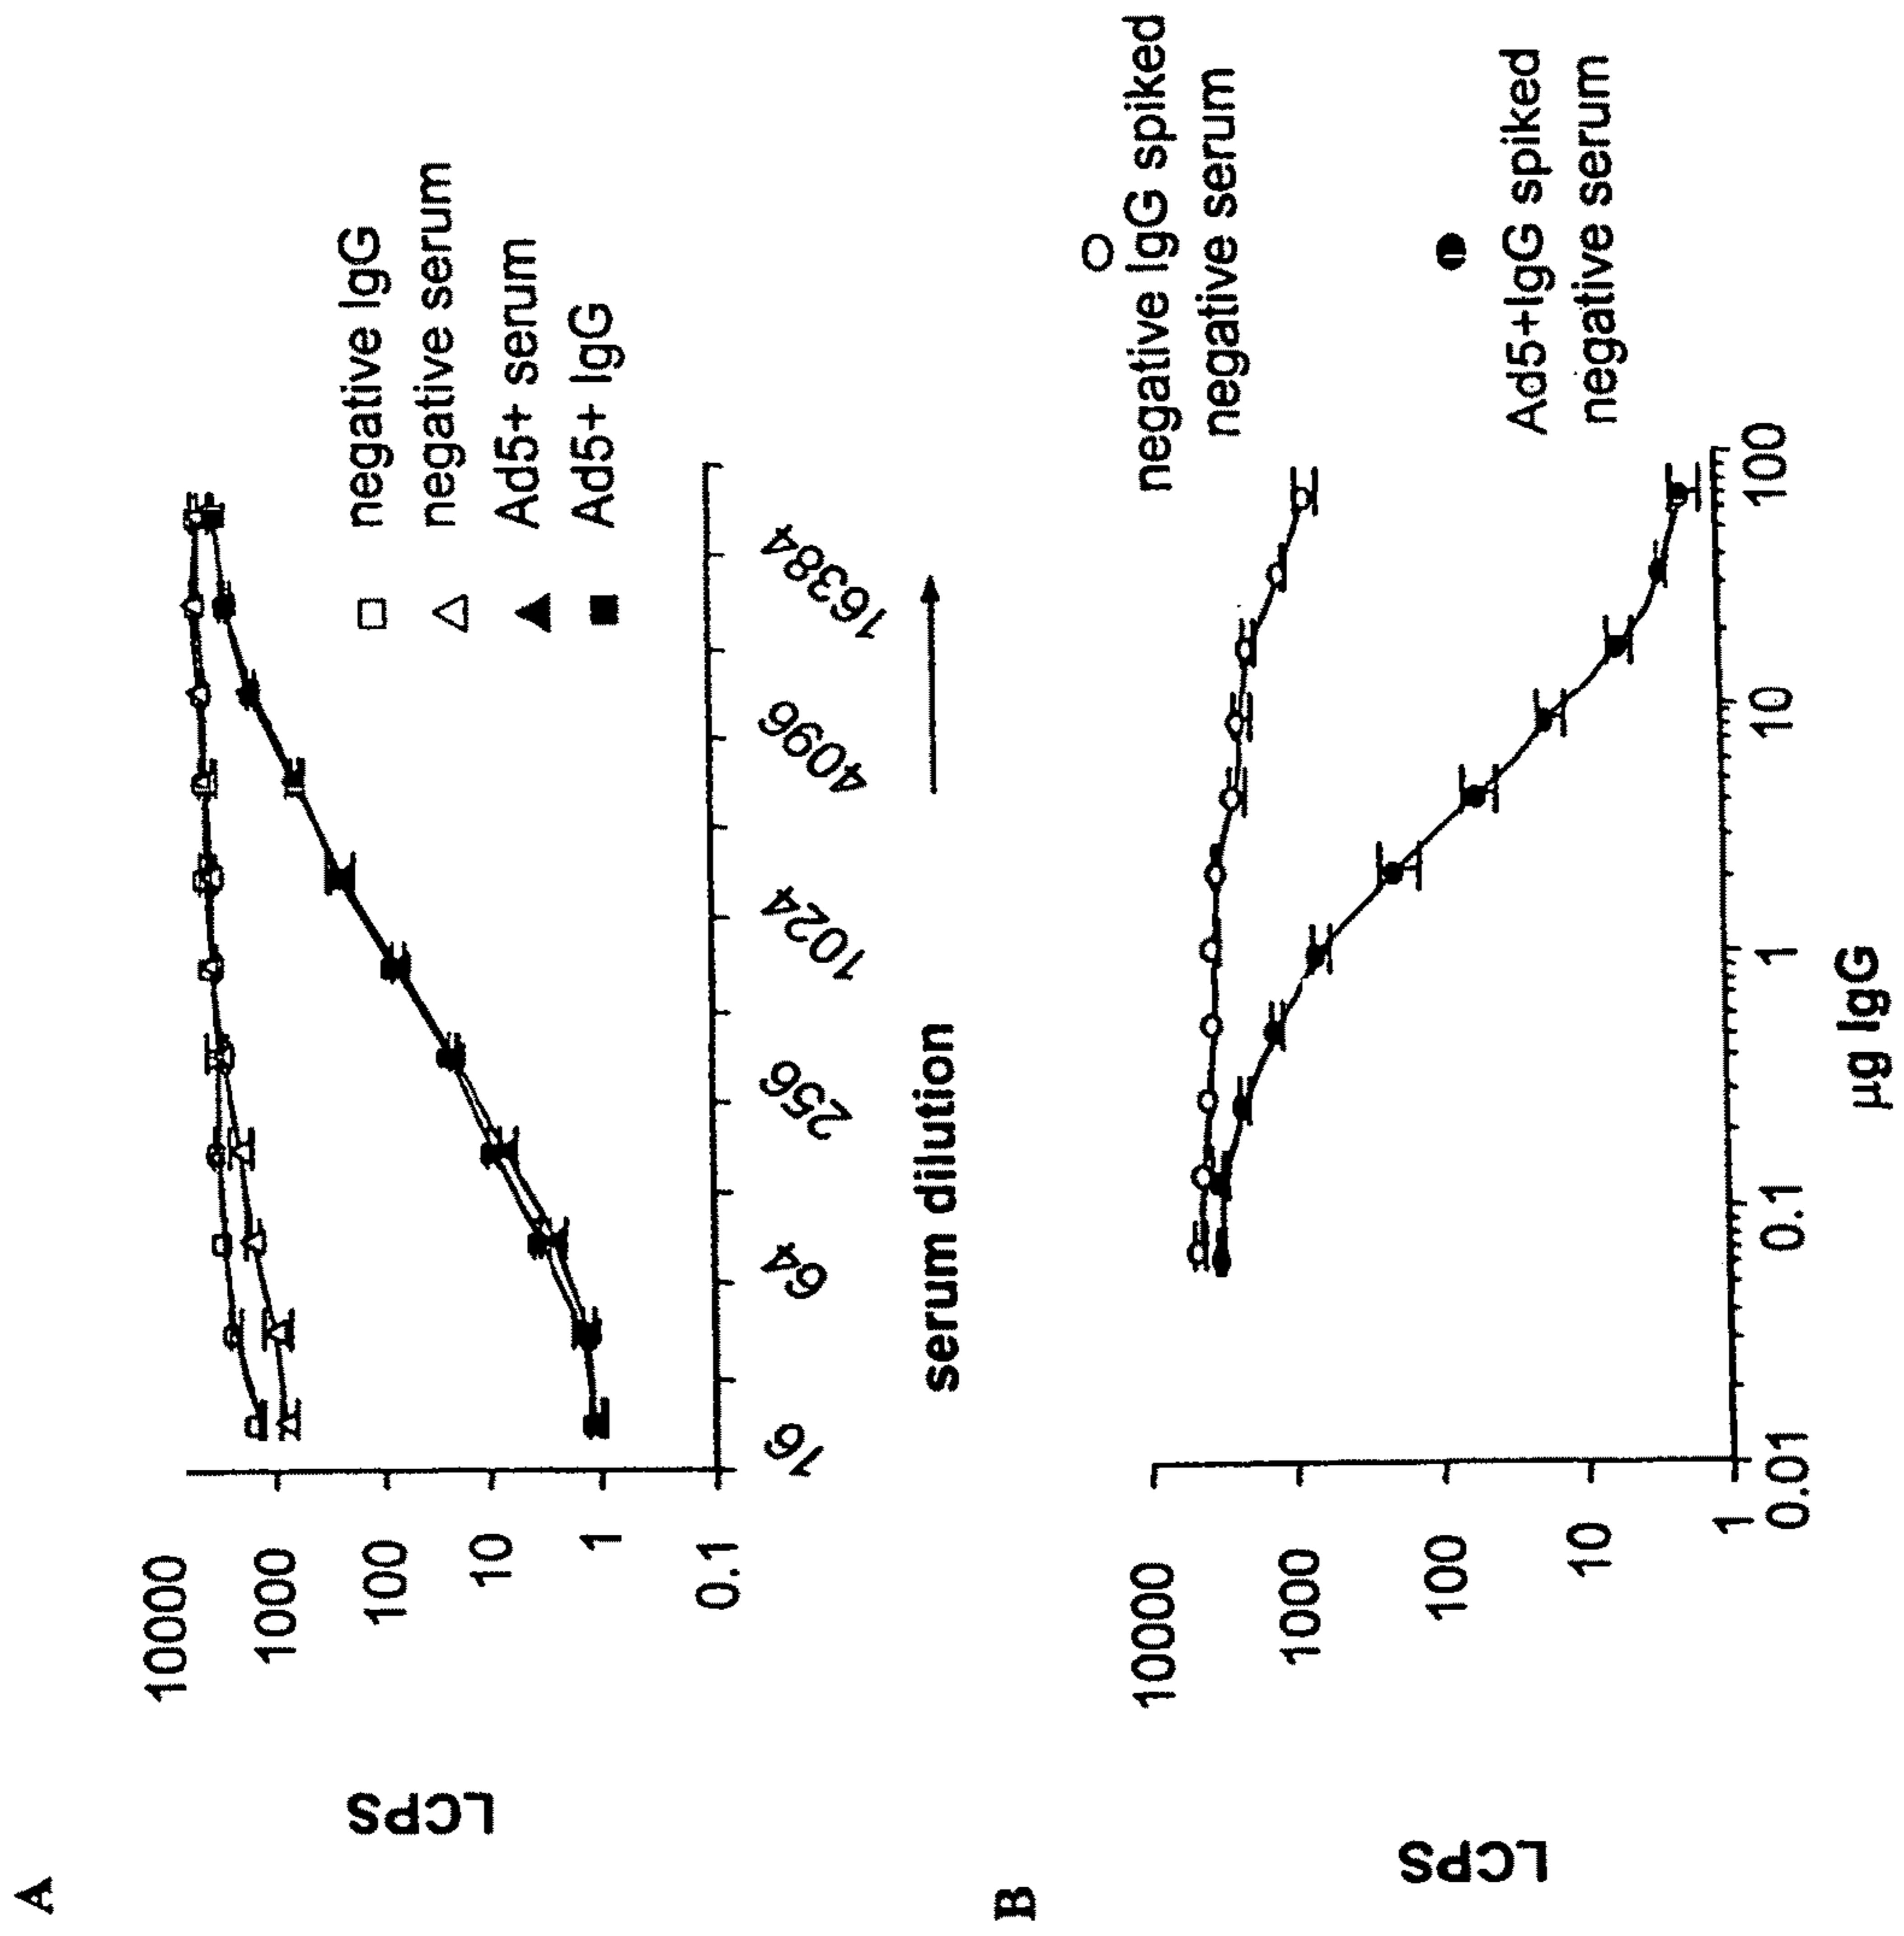 A
10000
1000
100
10
1
0.1
LCPS
16
64
256
1024
4096
16384
serum dilution
negative IgG
negative serum
Ad5+ serum
Ad5+ IgG
B
10000
1000
100
10
1
LCPS
0.01
0.1
1
10
100
µg IgG
negative IgG spiked
negative serum
Ad5+IgG spiked
negative serum